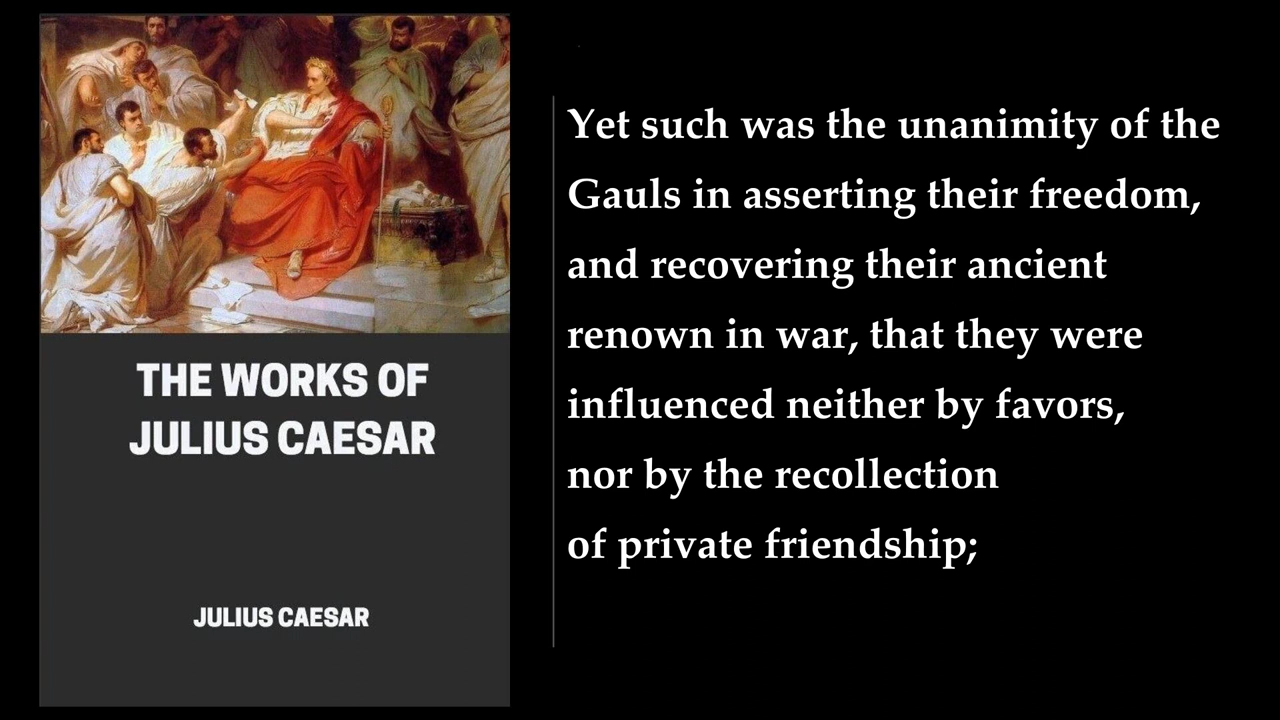 THE WORKS OF
JULIUS CAESAR
JULIUS CAESAR
Yet such was the unanimity of the
Gauls in asserting their freedom,
and recovering their ancient
renown in war, that they were
influenced neither by favors,
nor by the recollection
of private friendship;